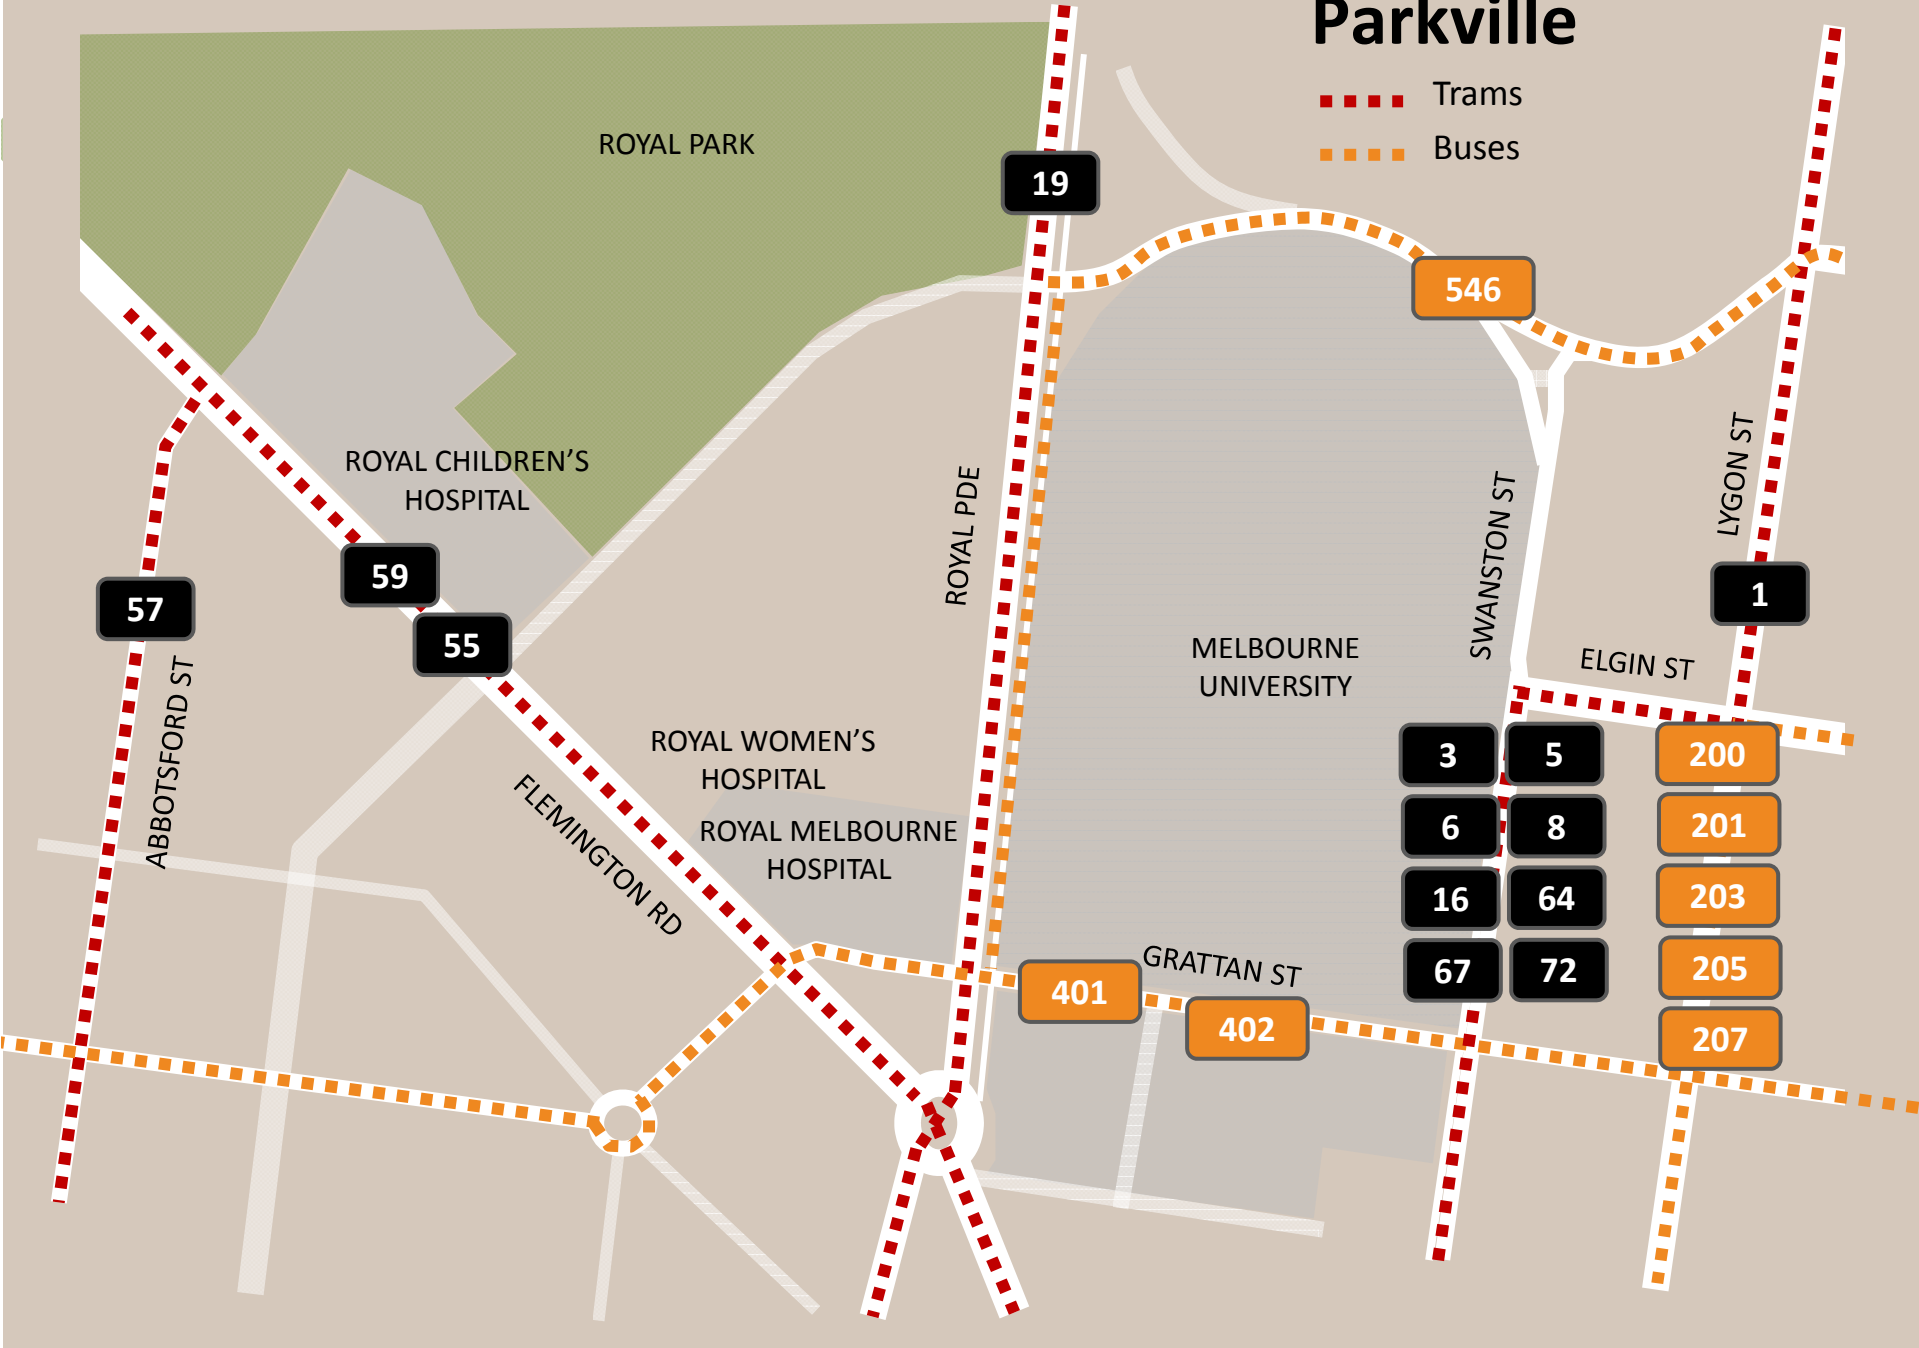 Parkville
Trams
Buses
ROYAL PARK
19
546
ROYAL CHILDREN'S
HOSPITAL
ROYAL PDE
SWANSTON ST
LYGON ST
59
57
55
1
ABBOTSFORD ST
MELBOURNE
UNIVERSITY
ELGIN ST
ROYAL WOMEN'S
HOSPITAL
FLEMINGTON RD
ROYAL MELBOURNE
HOSPITAL
3 5 200
6 8 201
16 64 203
67 72 205
207
GRATTAN ST
401
402